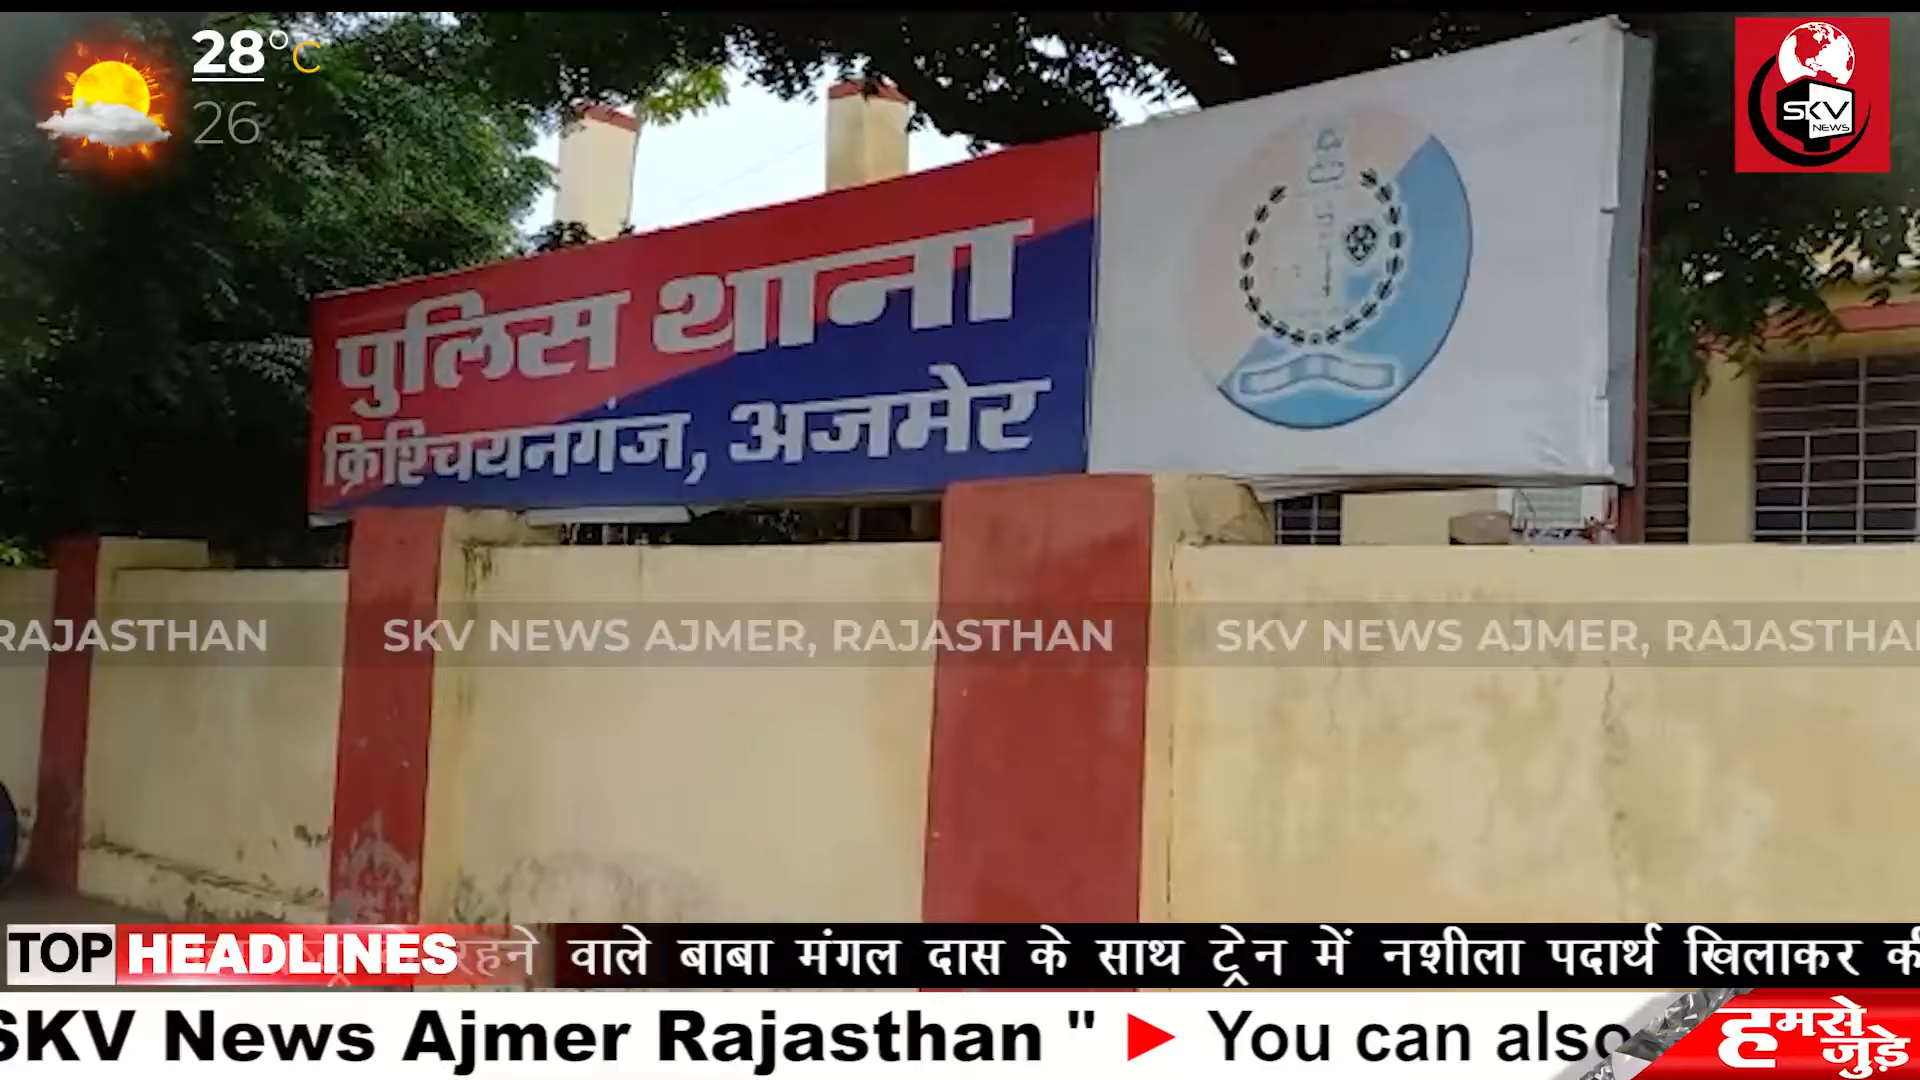 28°C
26
SKV
NEWS
पुलिस थाना
क्रिश्चियनगंज, अजमेर
RAJASTHAN SKV NEWS AJMER, RAJASTHAN SKV NEWS AJMER, RAJASTHA
TOP HEADLINES रहने वाले बाबा मंगल दास के साथ ट्रेन में नशीला पदार्थ खिलाकर की
SKV News Ajmer Rajasthan " ▶ You can also
हमसे
जुड़े